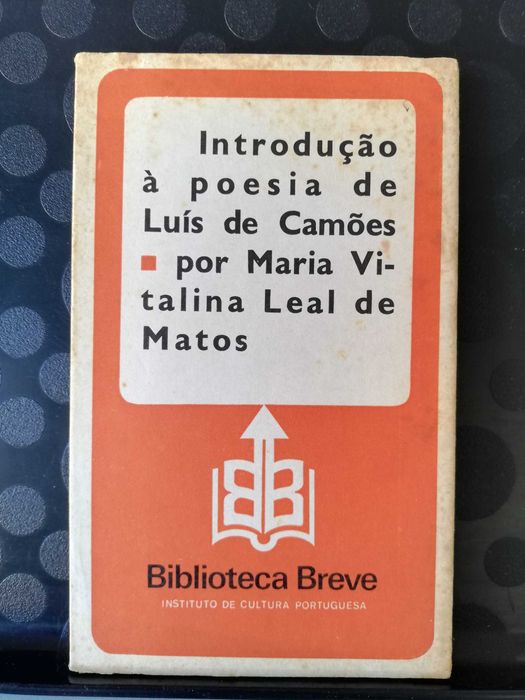 Introdução
à poesia de
Luís de Camões
▪ por Maria Vi-
talina Leal de
Matos
BB
Biblioteca Breve
INSTITUTO DE CULTURA PORTUGUESA